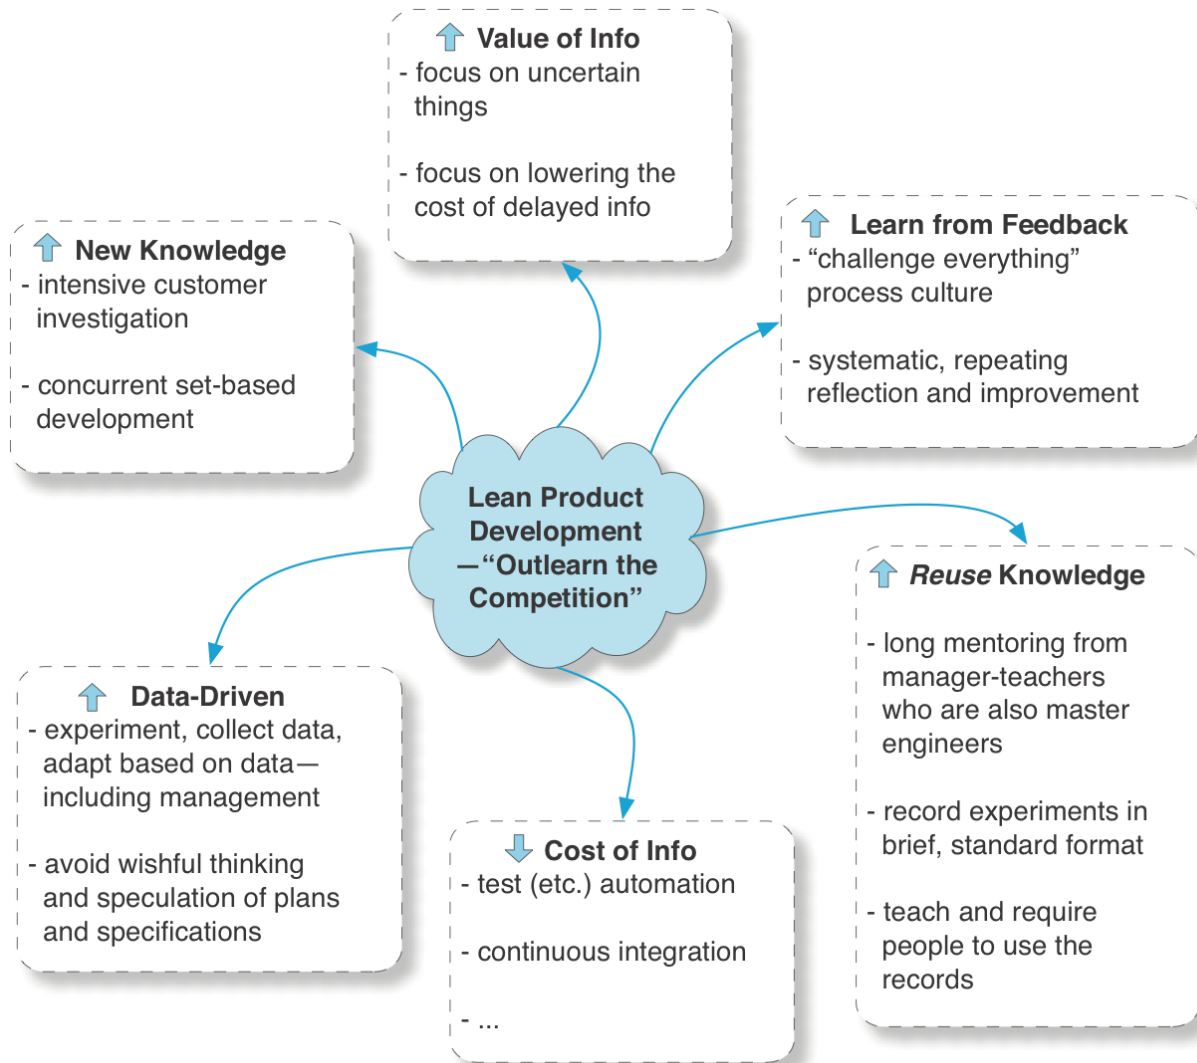 Value of Info
- focus on uncertain
things
- focus on lowering the
cost of delayed info
New Knowledge
- intensive customer
investigation
- concurrent set-based
development
Learn from Feedback
- “challenge everything”
process culture
- systematic, repeating
reflection and improvement
Lean Product
Development
—“Outlearn the
Competition”
Reuse Knowledge
- long mentoring from
manager-teachers
who are also master
engineers
- record experiments in
brief, standard format
- teach and require
people to use the
records
Data-Driven
- experiment, collect data,
adapt based on data—
including management
- avoid wishful thinking
and speculation of plans
and specifications
Cost of Info
- test (etc.) automation
- continuous integration
- ...